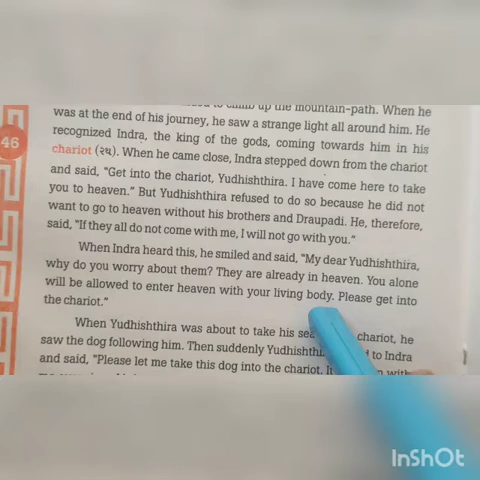 up the mountain-path. When he
was at the end of his journey, he saw a strange light all around him. He
recognized Indra, the king of the gods, coming towards him in his
46
chariot (રથ). When he came close, Indra stepped down from the chariot
and said, "Get into the chariot, Yudhishthira. I have come here to take
you to heaven." But Yudhishthira refused to do so because he did not
want to go to heaven without his brothers and Draupadi. He, therefore,
said, "If they all do not come with me, I will not go with you."
When Indra heard this, he smiled and said, "My dear Yudhishthira,
why do you worry about them? They are already in heaven. You alone
will be allowed to enter heaven with your living body. Please get into
the chariot."
When Yudhishthira was about to take his chariot, he
saw the dog following him. Then suddenly to Indra
and said, "Please let me take this dog into the chariot.
InShOt